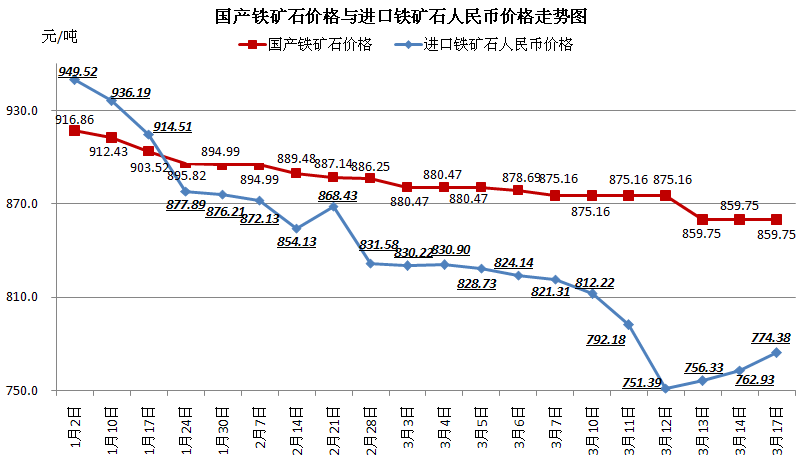 国产铁矿石价格与进口铁矿石人民币价格走势图
元/吨
国产铁矿石价格 进口铁矿石人民币价格
949.52
936.19
930.0
916.86
914.51
912.43
903.52
895.82
894.99
894.99
889.48
887.14
886.25
880.47
880.47
880.47
878.69
875.16
875.16
875.16
875.16
859.75
859.75
859.75
877.89
876.21
872.13
870.0
854.13
868.43
831.58
830.22
830.90
828.73
824.14
821.31
812.22
810.0
792.18
751.39
756.33
762.93
774.38
750.0
1月2日
1月10日
1月17日
1月24日
1月30日
2月7日
2月14日
2月21日
2月28日
3月3日
3月4日
3月5日
3月6日
3月7日
3月10日
3月11日
3月12日
3月13日
3月14日
3月17日